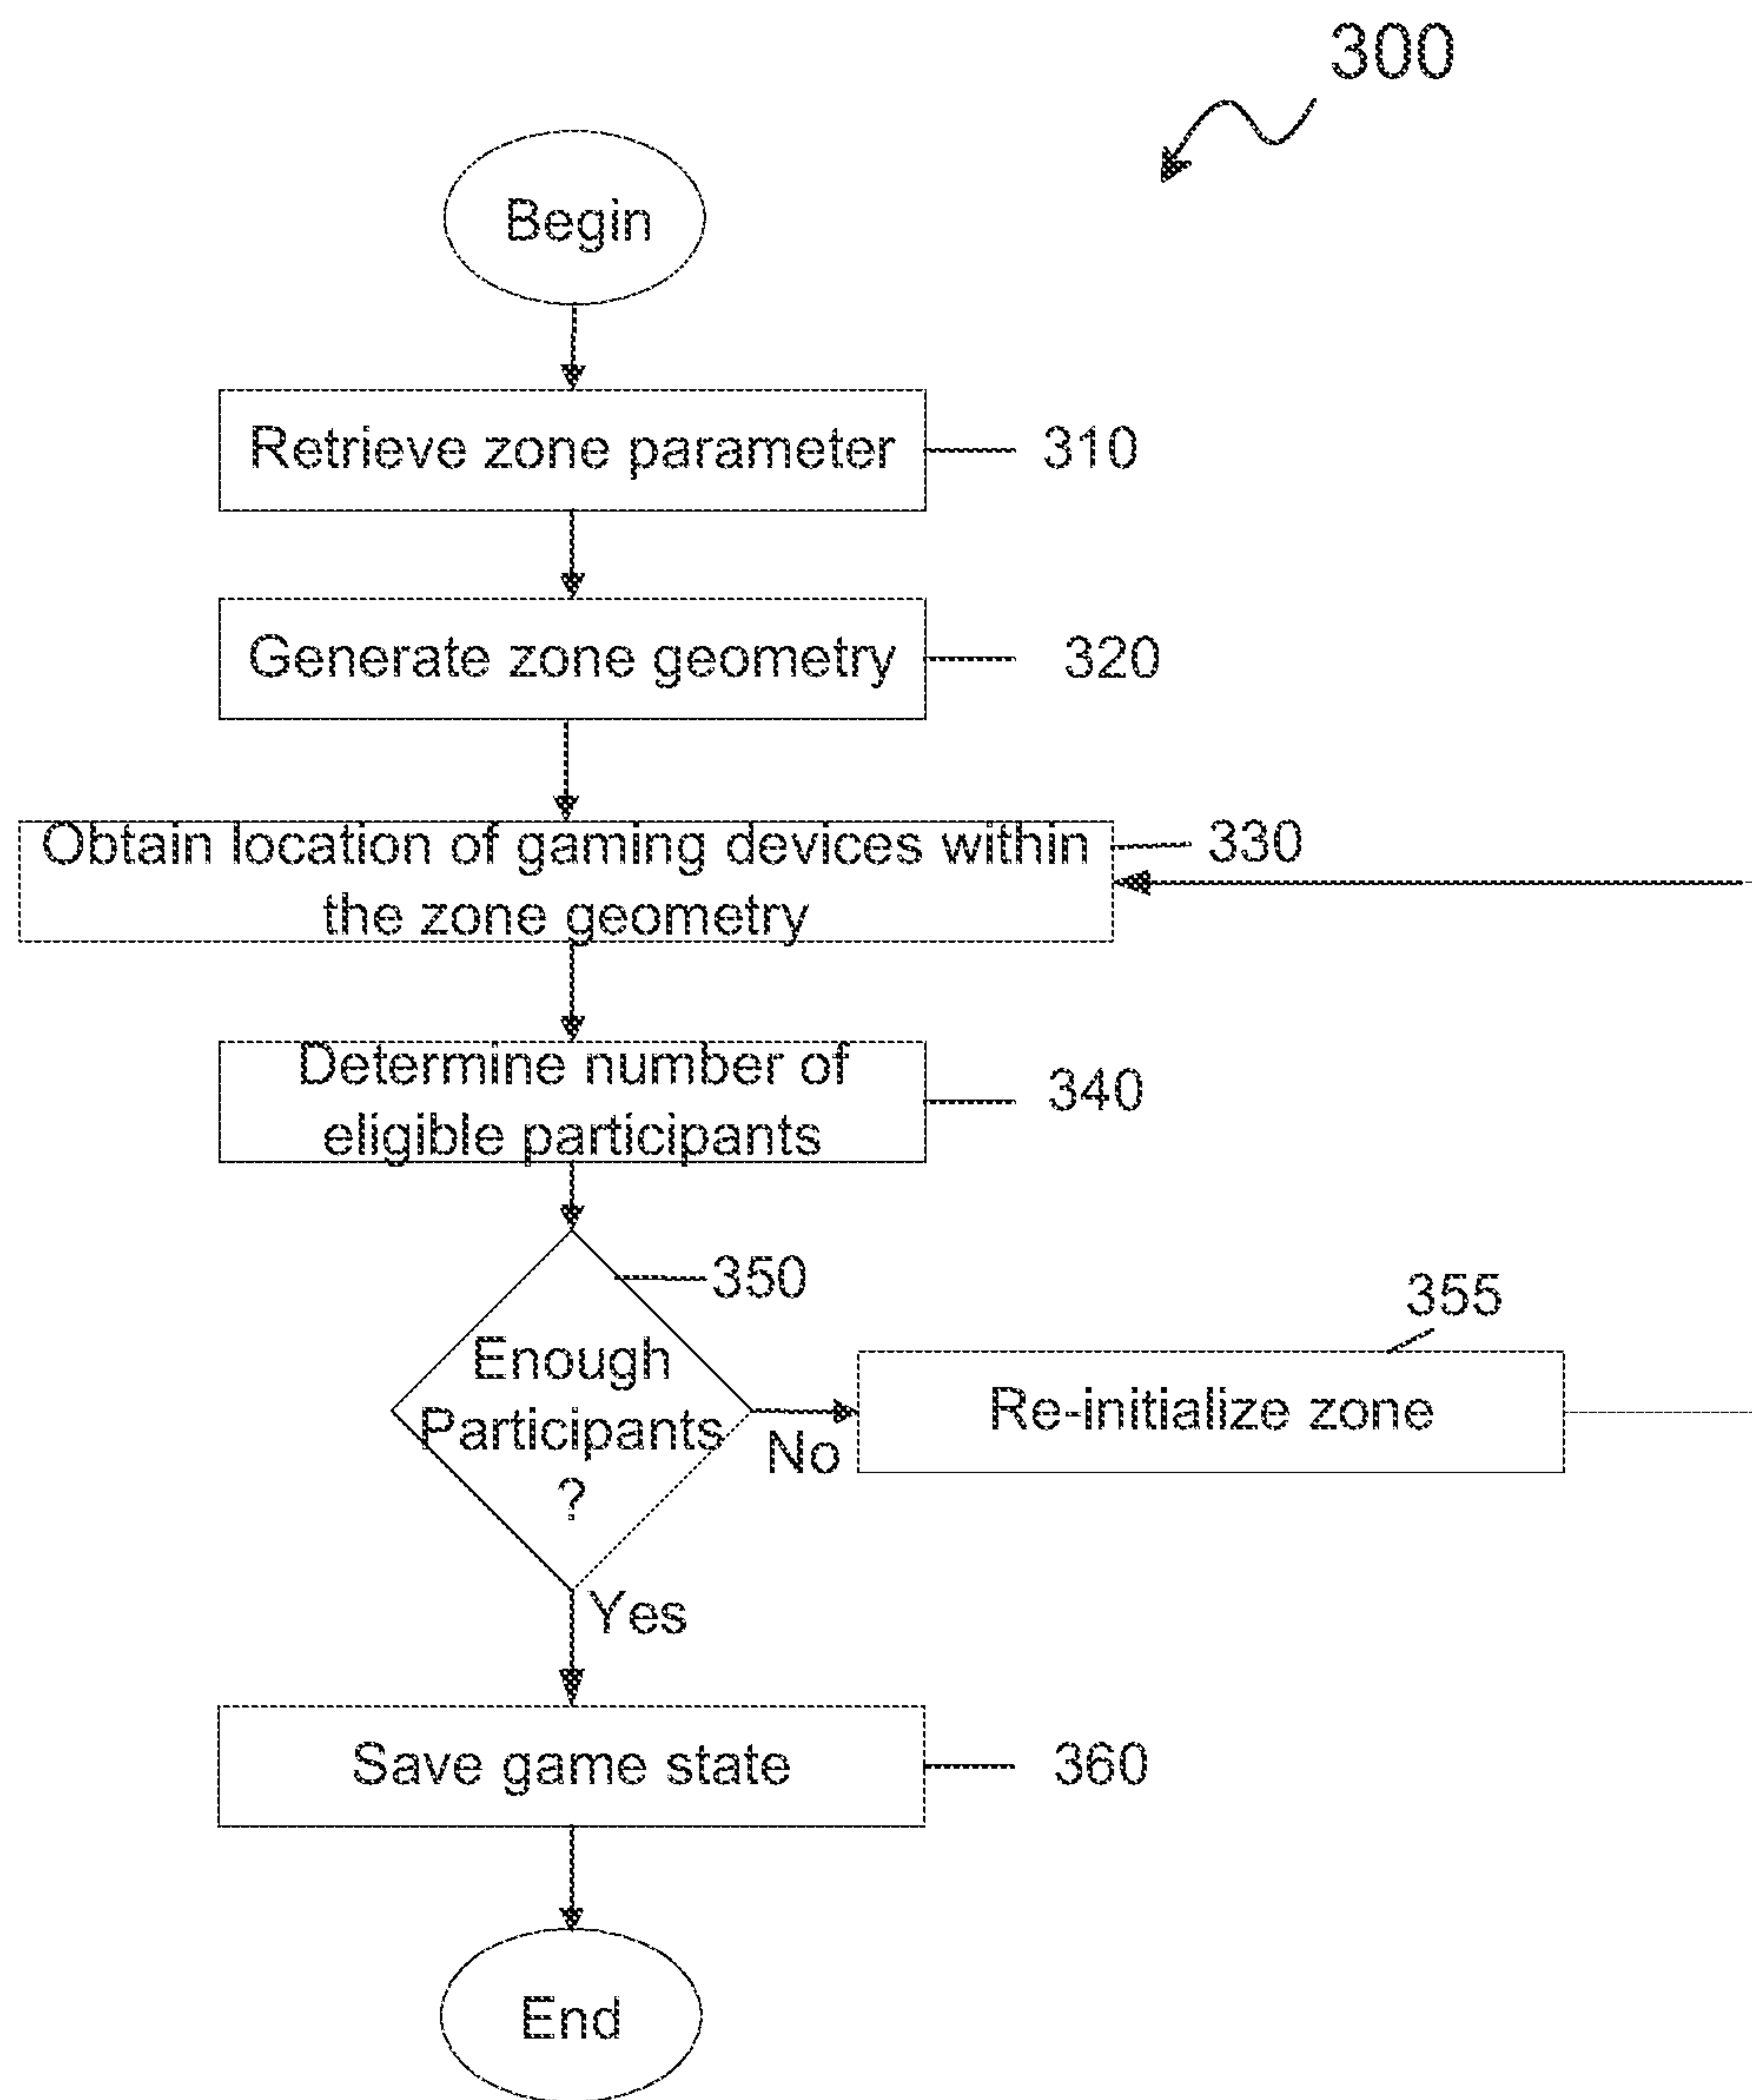 300
Begin
Retrieve zone parameter
310
Generate zone geometry
320
Obtain location of gaming devices within
the zone geometry
330
Determine number of
eligible participants
340
350
Enough
Participants
?
No
355
Re-initialize zone
Yes
Save game state
360
End